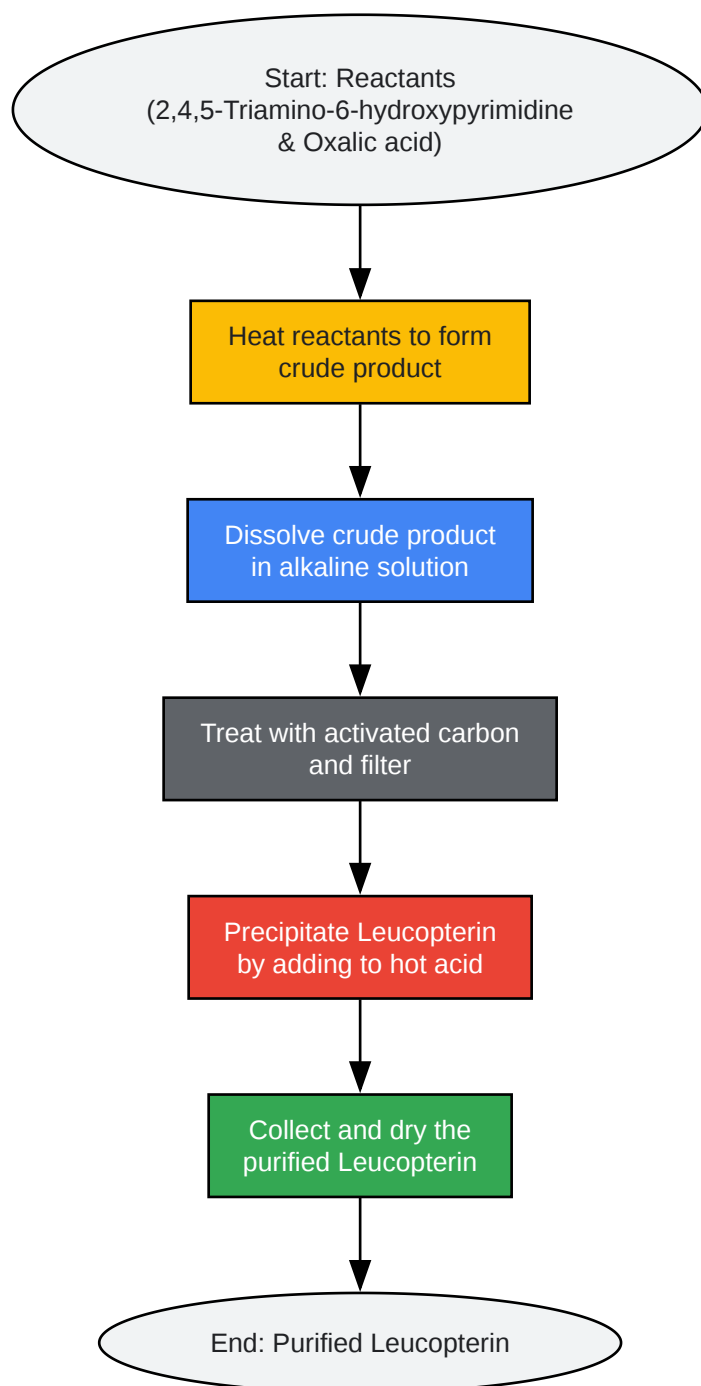 Start: Reactants
(2,4,5-Triamino-6-hydroxypyrimidine
& Oxalic acid)
Heat reactants to form
crude product
Dissolve crude product
in alkaline solution
Treat with activated carbon
and filter
Precipitate Leucopterin
by adding to hot acid
Collect and dry the
purified Leucopterin
End: Purified Leucopterin